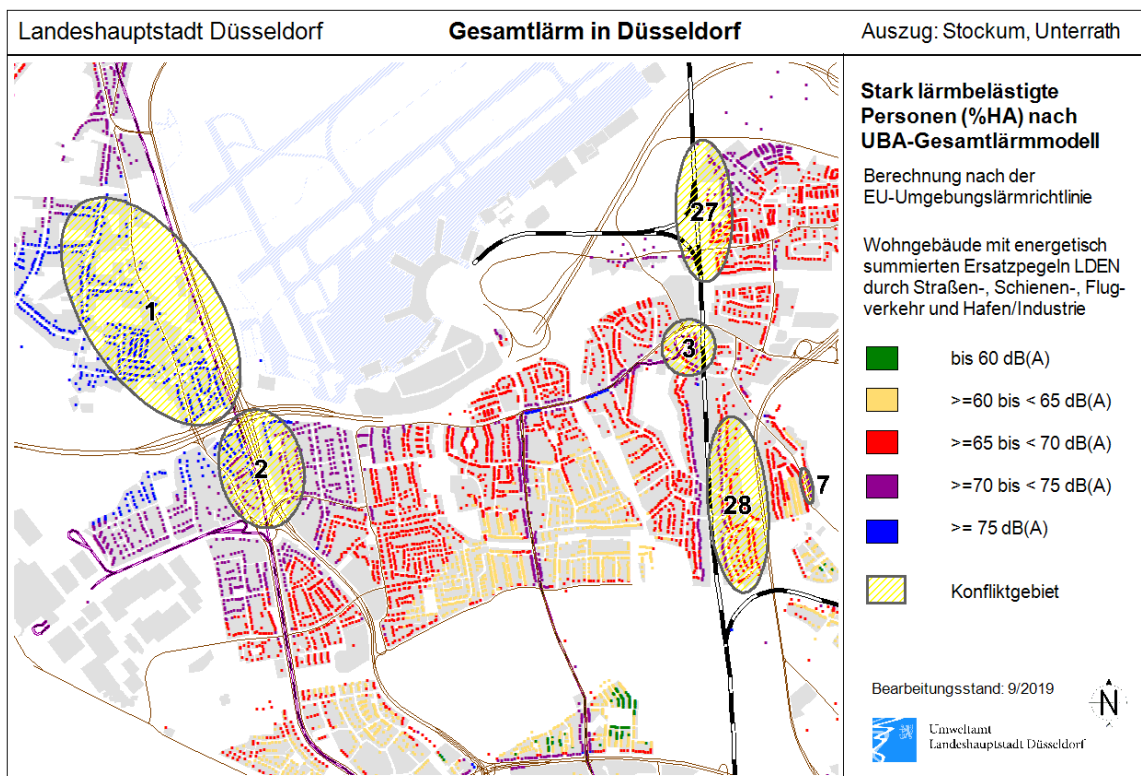 Landeshauptstadt Düsseldorf
Gesamtlärm in Düsseldorf
Auszug: Stockum, Unterrath
1
2
27
3
28
7
Stark lärmbelästigte
Personen (%HA) nach
UBA-Gesamtlärmmodell
Berechnung nach der
EU-Umgebungslärmrichtlinie
Wohngebäude mit energetisch
summierten Ersatzpegeln LDEN
durch Straßen-, Schienen-, Flug-
verkehr und Hafen/Industrie
bis 60 dB(A)
>=60 bis < 65 dB(A)
>=65 bis < 70 dB(A)
>=70 bis < 75 dB(A)
>= 75 dB(A)
Konfliktgebiet
Bearbeitungsstand: 9/2019
N
Umweltamt
Landeshauptstadt Düsseldorf